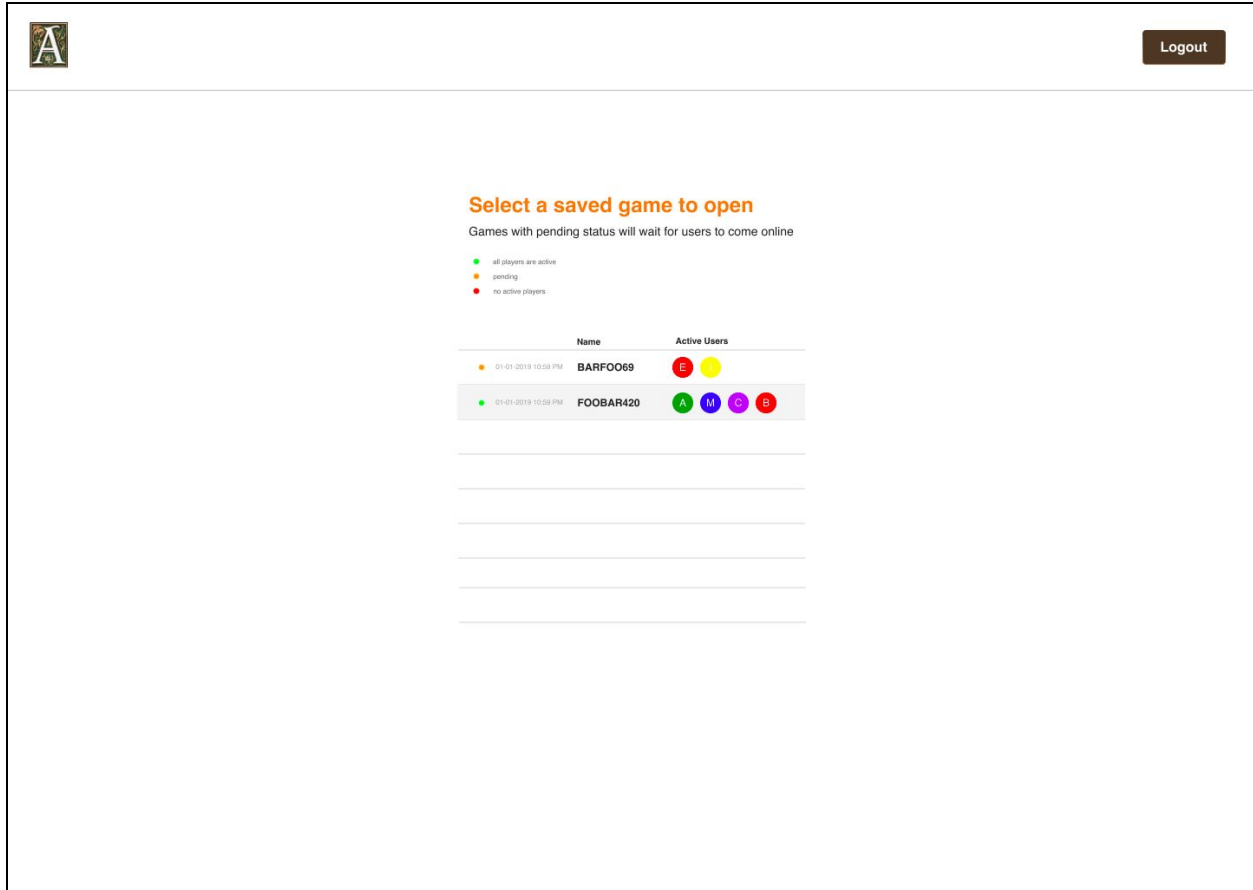 A
Logout
Select a saved game to open
Games with pending status will wait for users to come online
all players are active
pending
no active players
Name Active Users
01-01-2019 10:59 PM BARFOO69 E
01-01-2019 10:59 PM FOOBAR420 A M C B